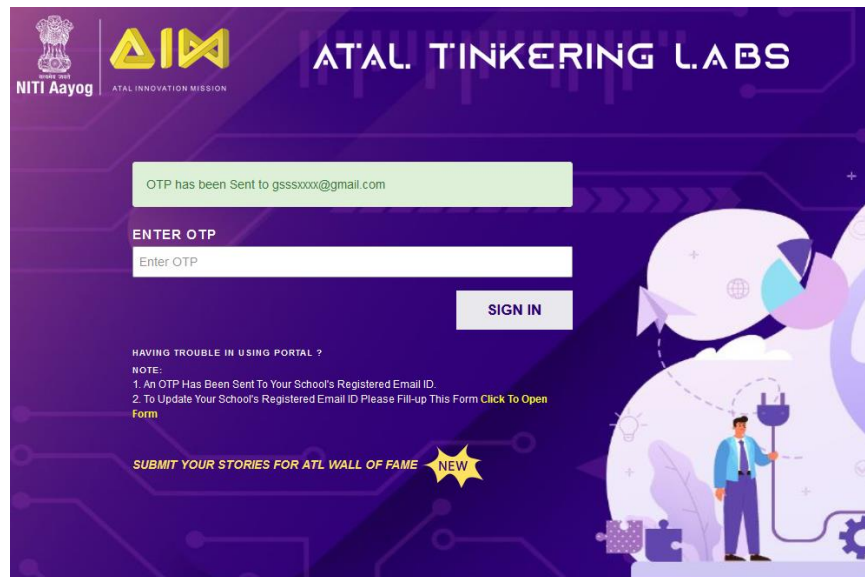 ATAL TINKERING LABS
NITI Aayog
AIM
ATAL INNOVATION MISSION
OTP has been Sent to gsssxxxx@gmail.com
ENTER OTP
Enter OTP
SIGN IN
HAVING TROUBLE IN USING PORTAL ?
NOTE:
1. An OTP Has Been Sent To Your School's Registered Email ID.
2. To Update Your School's Registered Email ID Please Fill-up This Form Click To Open
Form
SUBMIT YOUR STORIES FOR ATL WALL OF FAME
NEW